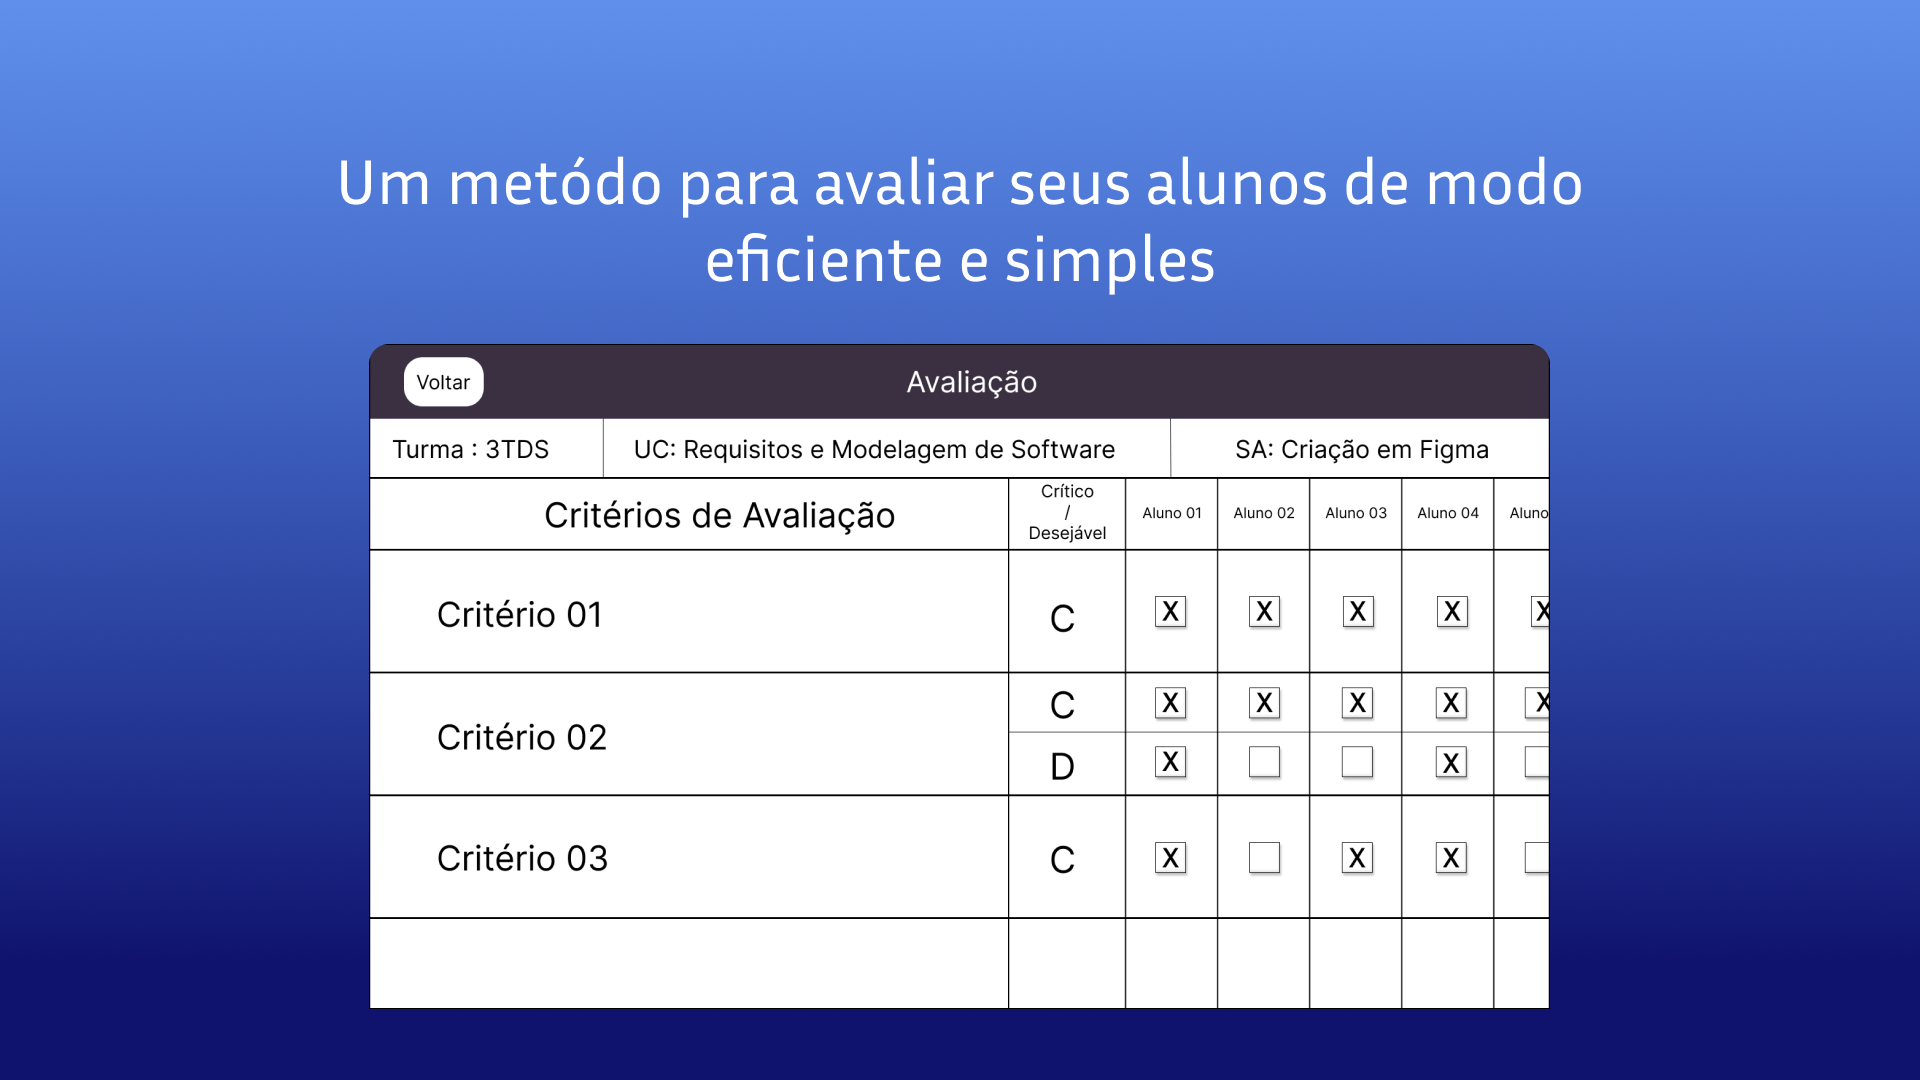 Um metódo para avaliar seus alunos de modo
eficiente e simples
Voltar
Avaliação
Turma : 3TDS
UC: Requisitos e Modelagem de Software
SA: Criação em Figma
Critérios de Avaliação
Crítico
/
Desejável
Aluno 01
Aluno 02
Aluno 03
Aluno 04
Aluno
Critério 01
C
X X X X X
Critério 02
C
X X X X X
D
X X
Critério 03
C
X X X